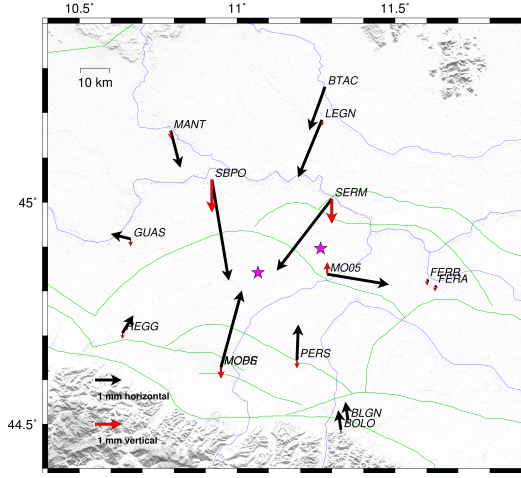 10.5° 11° 11.5°
10 km
BTAC
LEGN
MANT
SBPO
SERM
45°
GUAS
MO05
FERR
FERA
REGG
PERS
1 mm horizontal
BLGN
BOLO
44.5°
1 mm vertical